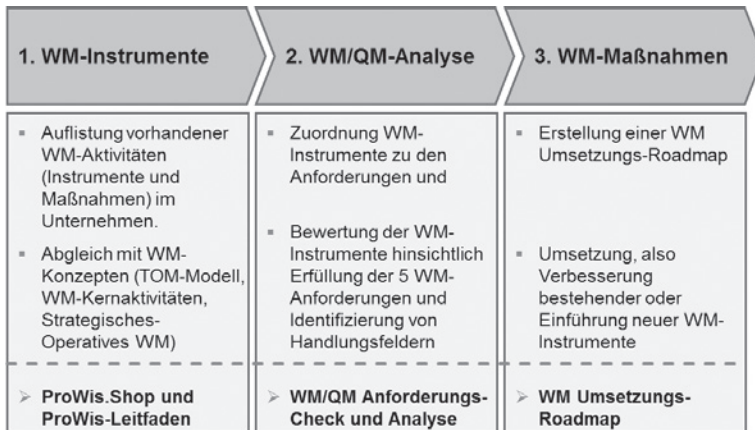 1. WM-Instrumente
2. WM/QM-Analyse
3. WM-Maßnahmen
▪ Auflistung vorhandener
WM-Aktivitäten
(Instrumente und
Maßnahmen) im
Unternehmen.
▪ Abgleich mit WM-
Konzepten (TOM-Modell,
WM-Kernaktivitäten,
Strategisches-
Operatives WM)
➢ ProWis.Shop und
ProWis-Leitfaden
▪ Zuordnung WM-
Instrumente zu den
Anforderungen und
▪ Bewertung der WM-
Instrumente hinsichtlich
Erfüllung der 5 WM-
Anforderungen und
Identifizierung von
Handlungsfeldern
➢ WM/QM Anforderungs-
Check und Analyse
▪ Erstellung einer WM
Umsetzungs-Roadmap
▪ Umsetzung, also
Verbesserung
bestehender oder
Einführung neuer WM-
Instrumente
➢ WM Umsetzungs-
Roadmap